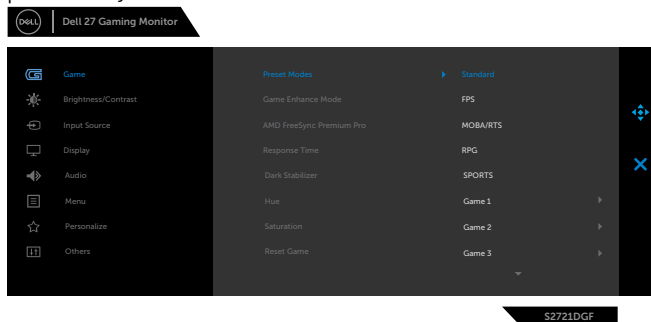 DELL
Dell 27 Gaming Monitor
Game
Preset Modes
Standard
Brightness/Contrast
Game Enhance Mode
FPS
Input Source
AMD FreeSync Premium Pro
MOBA/RTS
Display
Response Time
RPG
Audio
Dark Stabilizer
SPORTS
Menu
Hue
Game 1
Personalize
Saturation
Game 2
Others
Reset Game
Game 3
S2721DGF